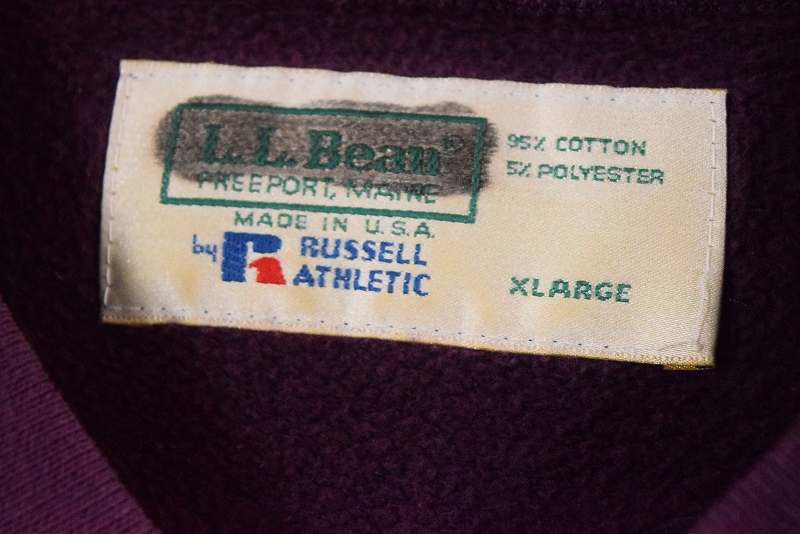 L.L.Bean®
FREEPORT, MAINE
MADE IN U.S.A.
by RUSSELL
ATHLETIC
95% COTTON
5% POLYESTER
XLARGE